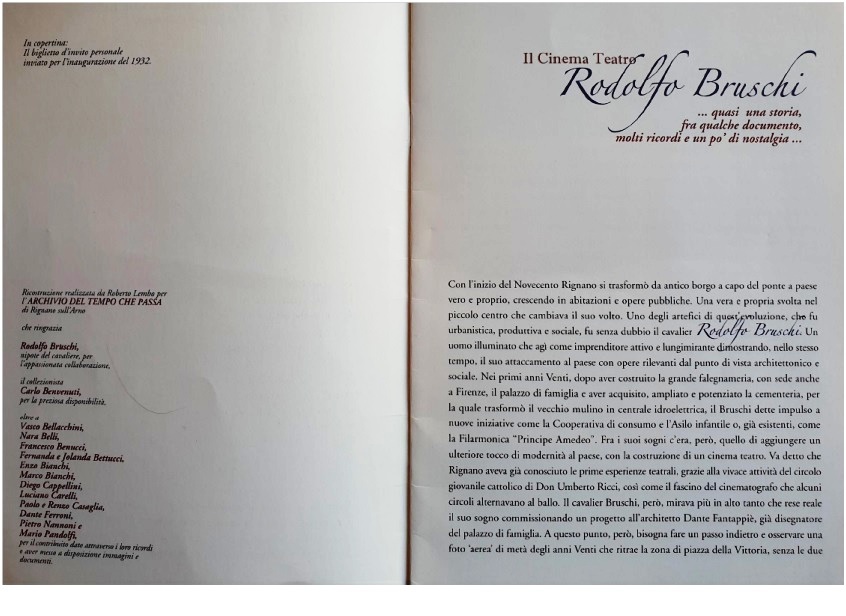 In copertina:
Il biglietto d'invito personale
inviato per l'inaugurazione del 1932.
Ricostruzione realizzata da Roberto Lembo per
l'ARCHIVIO DEL TEMPO CHE PASSA
di Rignano sull'Arno
che ringrazia
Rodolfo Bruschi,
nipote del cavaliere, per
l'appassionata collaborazione,
il collezionista
Carlo Benvenuti,
per la preziosa disponibilità.
oltre a
Vasco Bellacchini,
Nara Belli,
Francesco Benucci,
Fernanda e Jolanda Bettucci,
Enzo Bianchi,
Marco Bianchi,
Diego Cappellini,
Luciano Carelli,
Paolo e Renzo Casaglia,
Dante Ferroni,
Pietro Nannoni e
Mario Pandolfi,
per il contributo dato attraverso i loro ricordi
o aver messo a disposizione immagini e
documenti.
Il Cinema Teatro
Rodolfo Bruschi
... quasi una storia,
fra qualche documento,
molti ricordi e un po' di nostalgia ...
Con l'inizio del Novecento Rignano si trasformò da antico borgo a capo del ponte a paese
vero e proprio, crescendo in abitazioni e opere pubbliche. Una vera e propria svolta nel
piccolo centro che cambiava il suo volto. Uno degli artefici di quest'evoluzione, che fu
urbanistica, produttiva e sociale, fu senza dubbio il cavalier Rodolfo Bruschi. Un
uomo illuminato che agì come imprenditore attivo e lungimirante dimostrando, nello stesso
tempo, il suo attaccamento al paese con opere rilevanti dal punto di vista architettonico e
sociale. Nei primi anni Venti, dopo aver costruito la grande falegnameria, con sede anche
a Firenze, il palazzo di famiglia e aver acquisito, ampliato e potenziato la cementeria, per
la quale trasformò il vecchio mulino in centrale idroelettrica, il Bruschi dette impulso a
nuove iniziative come la Cooperativa di consumo e l'Asilo infantile o, già esistenti, come
la Filarmonica "Principe Amedeo". Fra i suoi sogni c'era, però, quello di aggiungere un
ulteriore tocco di modernità al paese, con la costruzione di un cinema teatro. Va detto che
Rignano aveva già conosciuto le prime esperienze teatrali, grazie alla vivace attività del circolo
giovanile cattolico di Don Umberto Ricci, così come il fascino del cinematografo che alcuni
circoli alternavano al ballo. Il cavalier Bruschi, però, mirava più in alto tanto che rese reale
il suo sogno commissionando un progetto all'architetto Dante Fantappiè, già disegnatore
del palazzo di famiglia. A questo punto, però, bisogna fare un passo indietro e osservare una
foto 'aerea' di metà degli anni Venti che ritrae la zona di piazza della Vittoria, senza le due